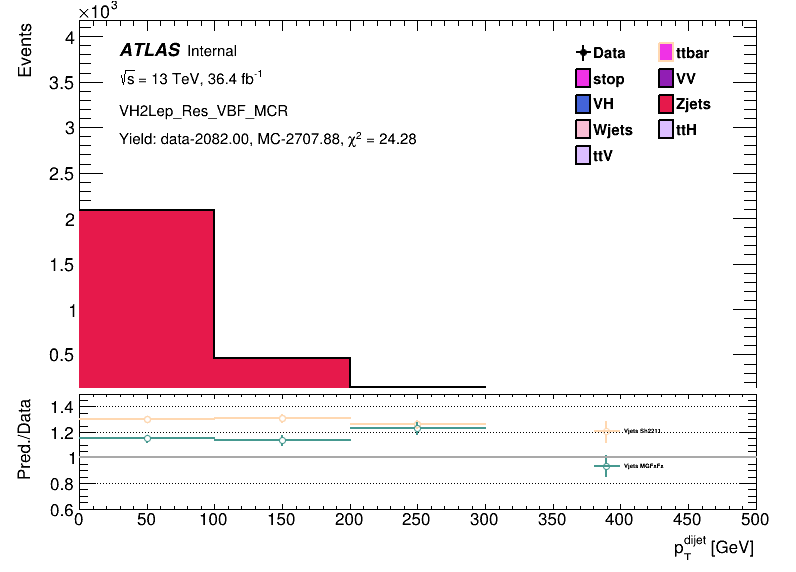 ×10³
Events
4
3.5
3
2.5
2
1.5
1
0.5
ATLAS Internal
√s = 13 TeV, 36.4 fb⁻¹
VH2Lep_Res_VBF_MCR
Yield: data-2082.00, MC-2707.88, χ² = 24.28
Data
ttbar
stop
VV
VH
Zjets
Wjets
ttH
ttV
Pred./Data
1.4
1.2
1
0.8
0.6
Vjets Sh2211
Vjets MGFxFx
0 50 100 150 200 250 300 350 400 450 500
p_T^dijet [GeV]